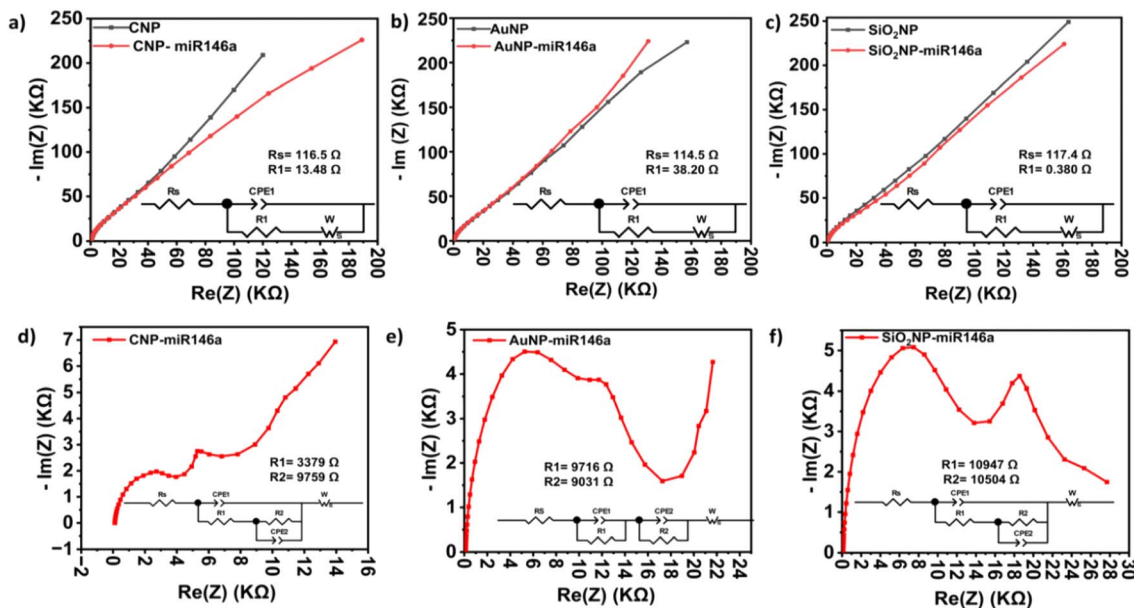 a)
CNP
CNP- miR146a
- Im(Z) (KΩ)
250
200
150
100
50
0
Rs= 116.5 Ω
R1= 13.48 Ω
Rs
CPE1
R1
W
S
0 20 40 60 80 100 120 140 160 180 200
Re(Z) (KΩ)
b)
AuNP
AuNP-miR146a
- Im (Z) (KΩ)
250
200
150
100
50
0
Rs= 114.5 Ω
R1= 38.20 Ω
Rs
CPE1
R1
W
S
0 20 40 60 80 100 120 140 160 180 200
Re(Z) (KΩ)
c)
SiO2NP
SiO2NP-miR146a
- Im(Z) (KΩ)
250
200
150
100
50
0
Rs= 117.4 Ω
R1= 0.380 Ω
Rs
CPE1
R1
W
S
0 20 40 60 80 100 120 140 160 180 200
Re(Z) (KΩ)
d)
CNP-miR146a
- Im(Z) (KΩ)
7
6
5
4
3
2
1
0
−1
R1= 3379 Ω
R2= 9759 Ω
Rs
CPE1
W
S
R1
R2
CPE2
−2 0 2 4 6 8 10 12 14 16
Re(Z) (KΩ)
e)
AuNP-miR146a
- Im(Z) (KΩ)
5
4
3
2
1
0
R1= 9716 Ω
R2= 9031 Ω
RS
CPE1
CPE2
W
S
R1
R2
0 2 4 6 8 10 12 14 16 18 20 22 24
Re(Z) (KΩ)
f)
SiO2NP-miR146a
- Im(Z) (KΩ)
5
4
3
2
1
0
R1= 10947 Ω
R2= 10504 Ω
Rs
CPE1
W
S
R1
R2
CPE2
0 2 4 6 8 10 12 14 16 18 20 22 24 26 28 30
Re(Z) (KΩ)